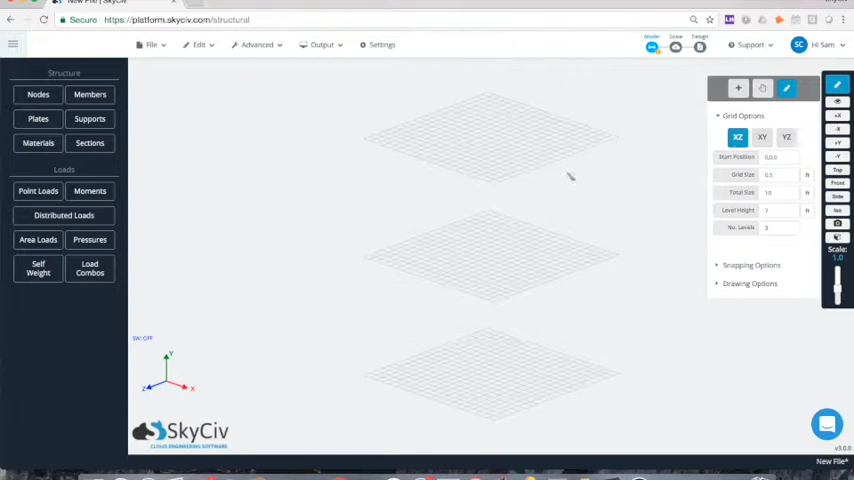 New File | SkyCiv
Secure https://platform.skyciv.com/structural
File Edit Advanced Output Settings
Model Solve Design
Support SC Hi Sam
Structure
Nodes Members
Plates Supports
Materials Sections
Loads
Point Loads Moments
Distributed Loads
Area Loads Pressures
Self Weight
Load Combos
Grid Options
XZ XY YZ
Start Position 0,0,0
Grid Size 0.5 ft
Total Size 10 ft
Level Height 7 ft
No. Levels 3
Snapping Options
Drawing Options
+X
-X
+Y
-Y
Top
Front
Side
Iso
Scale:
1.0
SW: OFF
Y
Z X
SkyCiv
CLOUD ENGINEERING SOFTWARE
v3.0.0
New File*